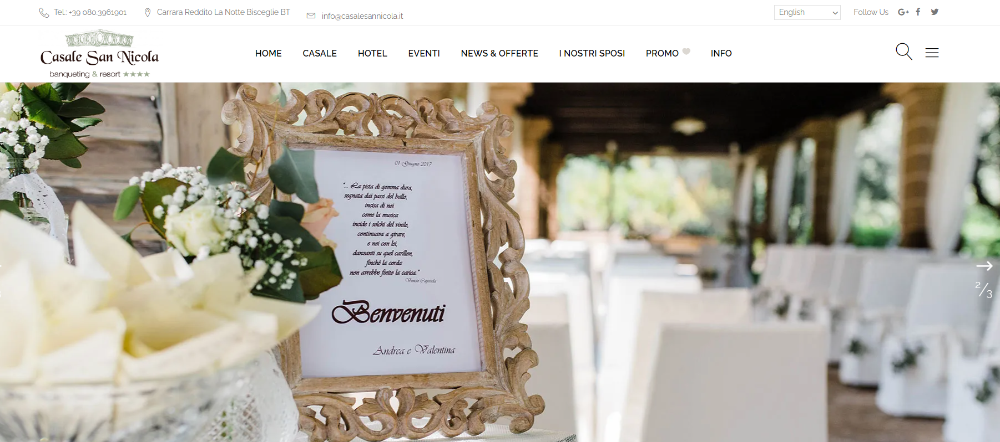 Tel.: +39 080.3961901
Carrara Reddito La Notte Bisceglie BT
info@casalesannicola.it
English
Follow Us
Casale San Nicola
banqueting & resort ★★★★
HOME
CASALE
HOTEL
EVENTI
NEWS & OFFERTE
I NOSTRI SPOSI
PROMO
INFO
01 Giugno 2017
"... La pista di gomma dura,
segnata dai passi del ballo,
incisa di noi
come la musica
incide i solchi del vinile,
continuava a girare,
e noi con lei,
danzanti su quel carillon,
finché la corda
non avrebbe finito la carica."
Vinicio Capossela
Benvenuti
Andrea e Valentina
2/3